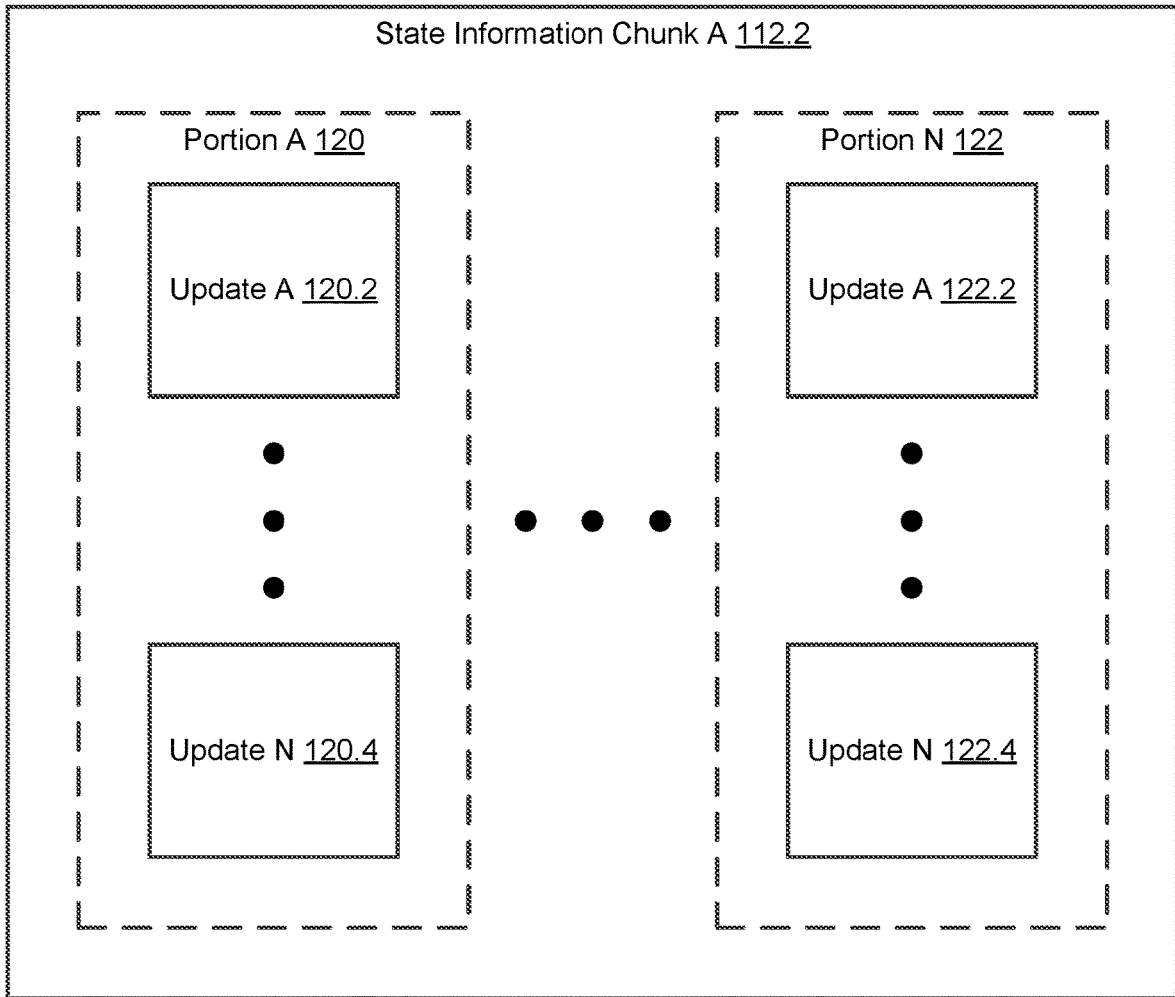 State Information Chunk A 112.2
Portion A 120
Portion N 122
Update A 120.2
Update A 122.2
Update N 120.4
Update N 122.4